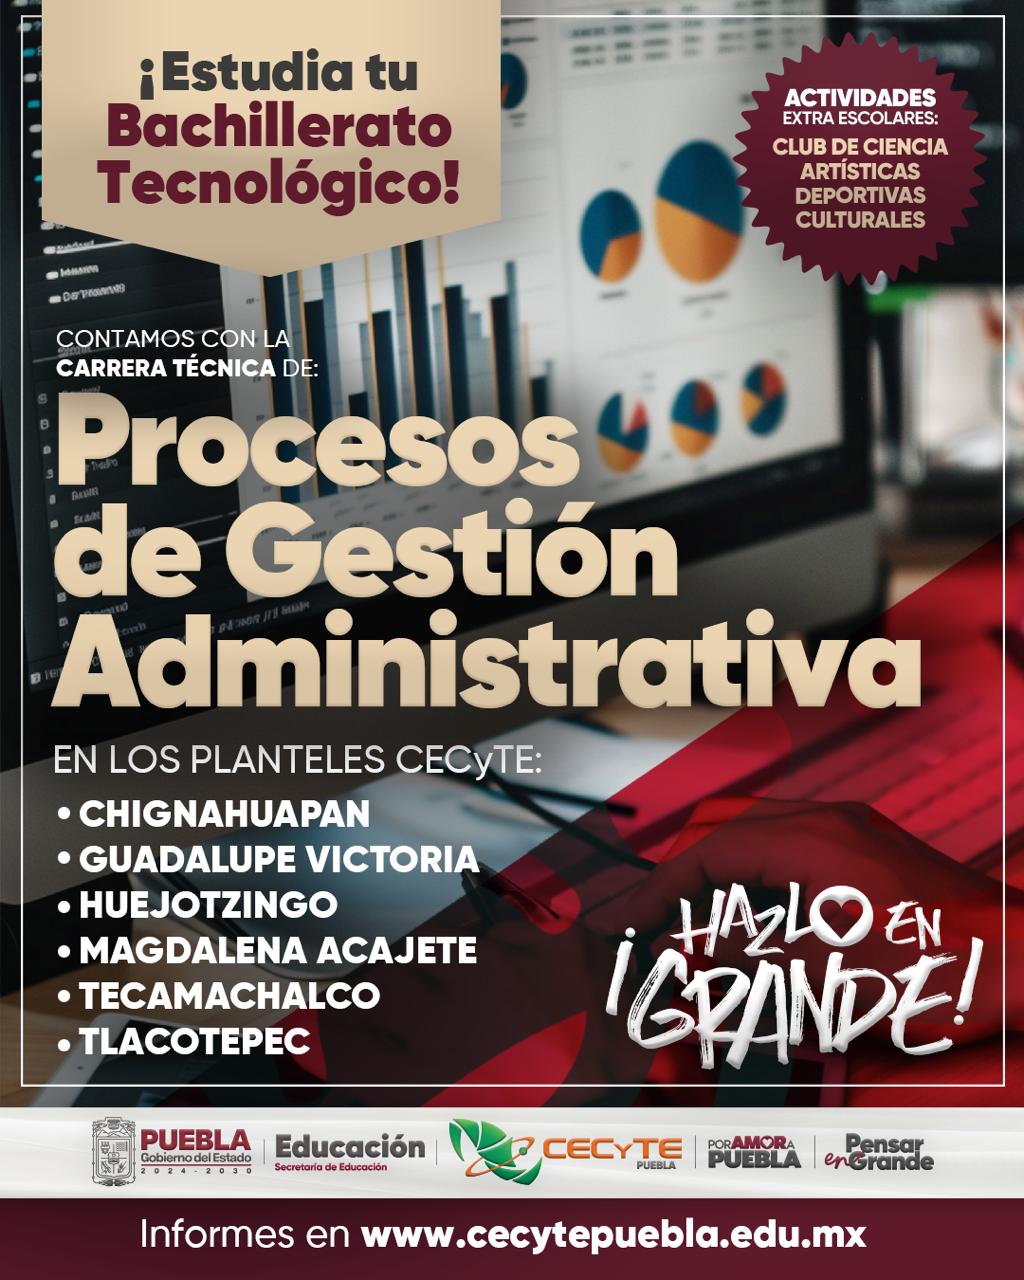 ¡Estudia tu
Bachillerato
Tecnológico!
ACTIVIDADES
EXTRA ESCOLARES:
CLUB DE CIENCIA
ARTÍSTICAS
DEPORTIVAS
CULTURALES
CONTAMOS CON LA
CARRERA TÉCNICA DE:
Procesos
de Gestión
Administrativa
EN LOS PLANTELES CECyTE:
• CHIGNAHUAPAN
• GUADALUPE VICTORIA
• HUEJOTZINGO
• MAGDALENA ACAJETE
• TECAMACHALCO
• TLACOTEPEC
¡HAZLO EN
GRANDE!
PUEBLA
Gobierno del Estado
2024 - 2030
Educación
Secretaría de Educación
CECyTE
PUEBLA
POR AMOR A
PUEBLA
Pensar
en Grande
Informes en www.cecytepuebla.edu.mx